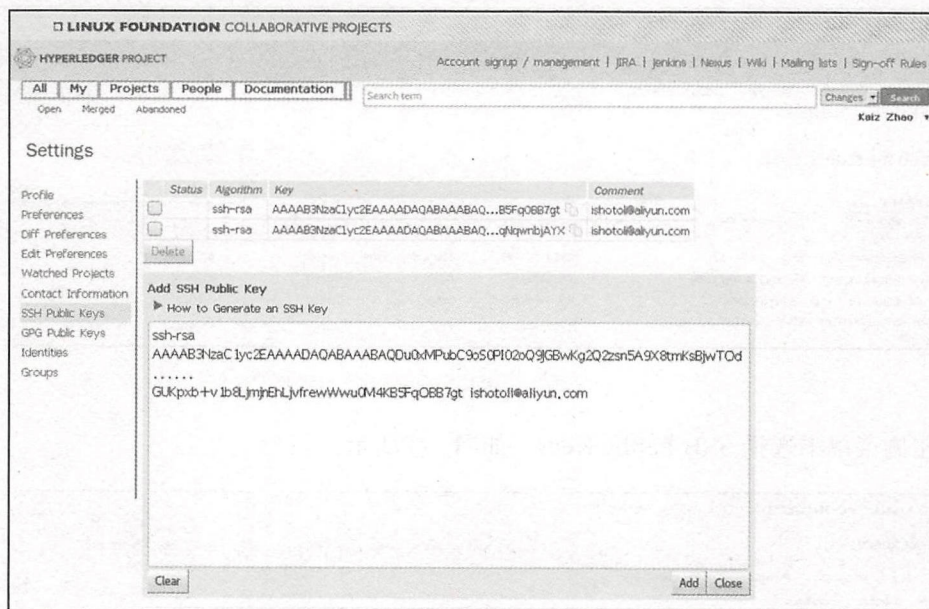 LINUX FOUNDATION COLLABORATIVE PROJECTS
HYPERLEDGER PROJECT
Account signup / management | JIRA | Jenkins | Nexus | Wiki | Mailing lists | Sign-off Rules
All My Projects People Documentation
Search term
Changes Search
Open Merged Abandoned
Kaiz Zhao
Settings
Profile
Preferences
Diff Preferences
Edit Preferences
Watched Projects
Contact Information
SSH Public Keys
GPG Public Keys
Identities
Groups
Status Algorithm Key Comment
ssh-rsa AAAAB3NzaC1yc2EAAAADAQABAAABAQ...B5FqOBB7gt ishotoli@aliyun.com
ssh-rsa AAAAB3NzaC1yc2EAAAADAQABAAABAQ...qNqwnbjAYX ishotoli@aliyun.com
Delete
Add SSH Public Key
How to Generate an SSH Key
ssh-rsa
AAAAB3NzaC1yc2EAAAADAQABAAABAQDu0xMPubC9oS0PI02oQ9JGBwKg2Q2zsn5A9X8tmKsBjwTOd
......
GUKpxb+v1b8LjmjnEhLjvfrewWwu0M4KB5FqOBB7gt ishotoli@aliyun.com
Clear
Add Close